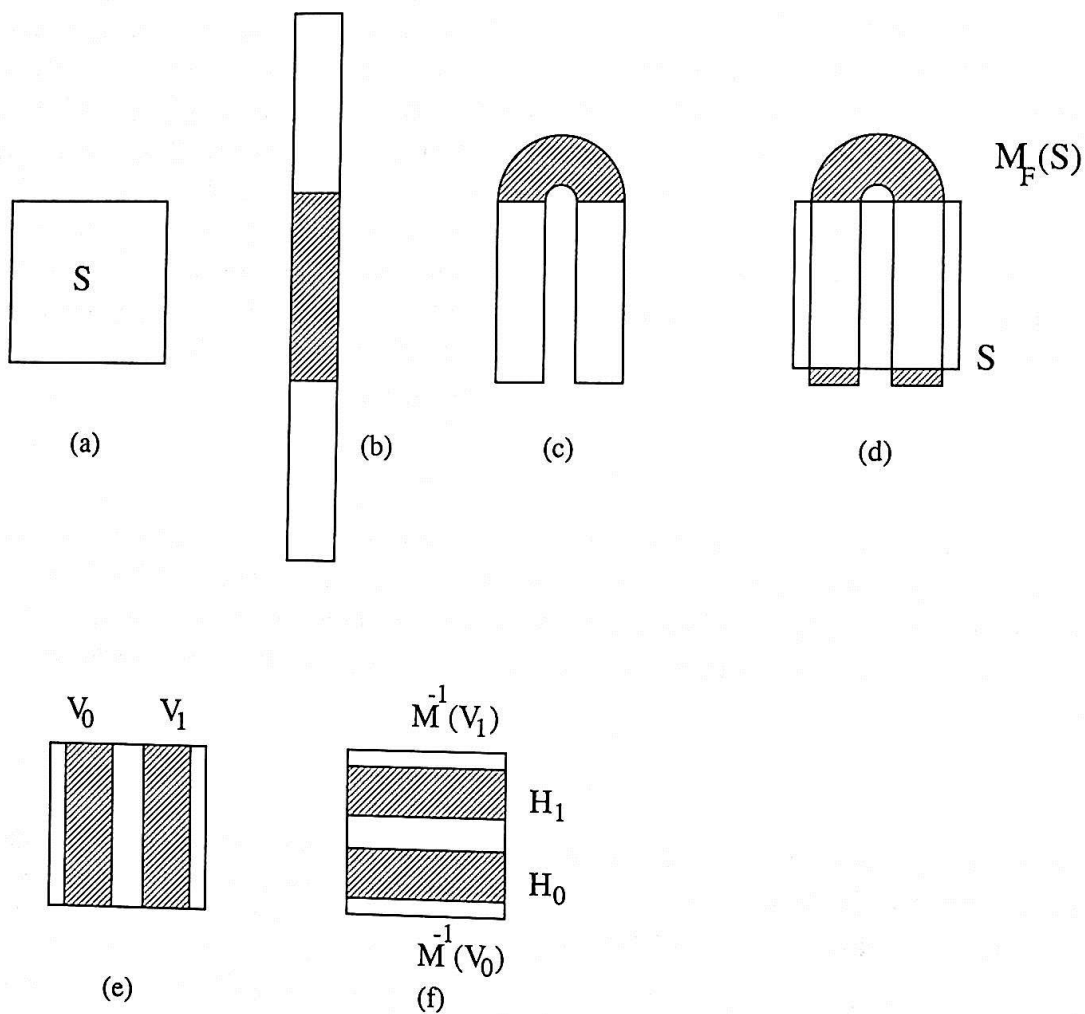 S
(a)
(b)
(c)
M_F(S)
S
(d)
V_0 V_1
(e)
M^{-1}(V_1)
H_1
H_0
M^{-1}(V_0)
(f)